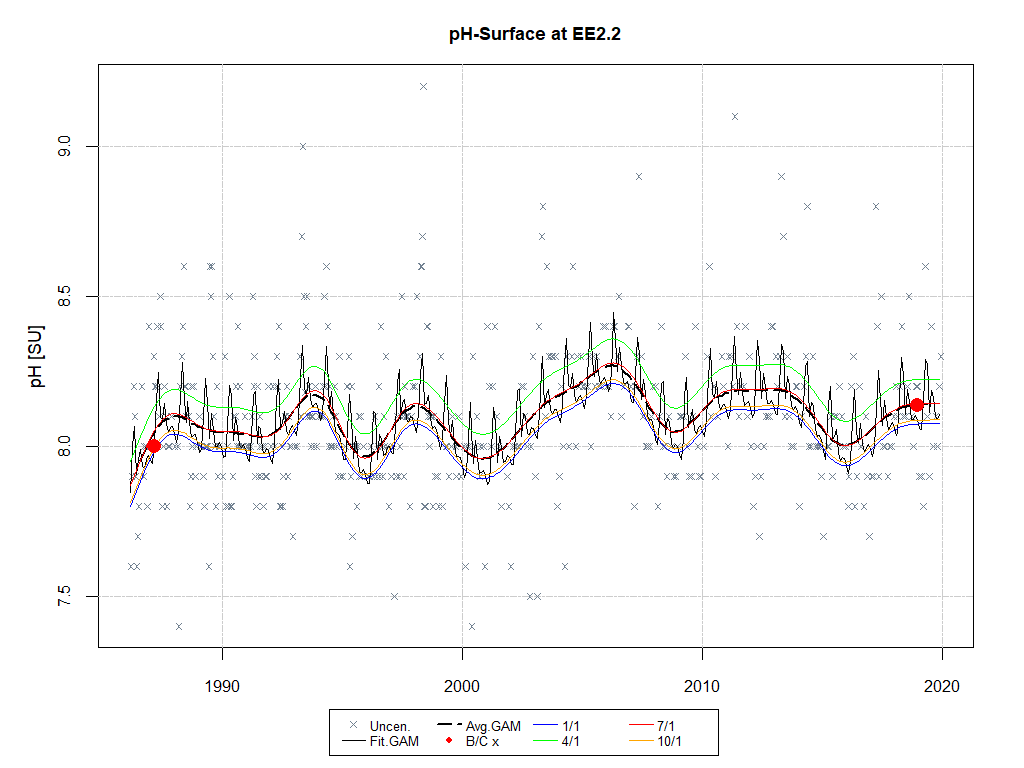 pH-Surface at EE2.2
pH [SU]
9.0
8.5
8.0
7.5
1990 2000 2010 2020
Uncen. Avg.GAM 1/1 7/1
Fit.GAM B/C x 4/1 10/1